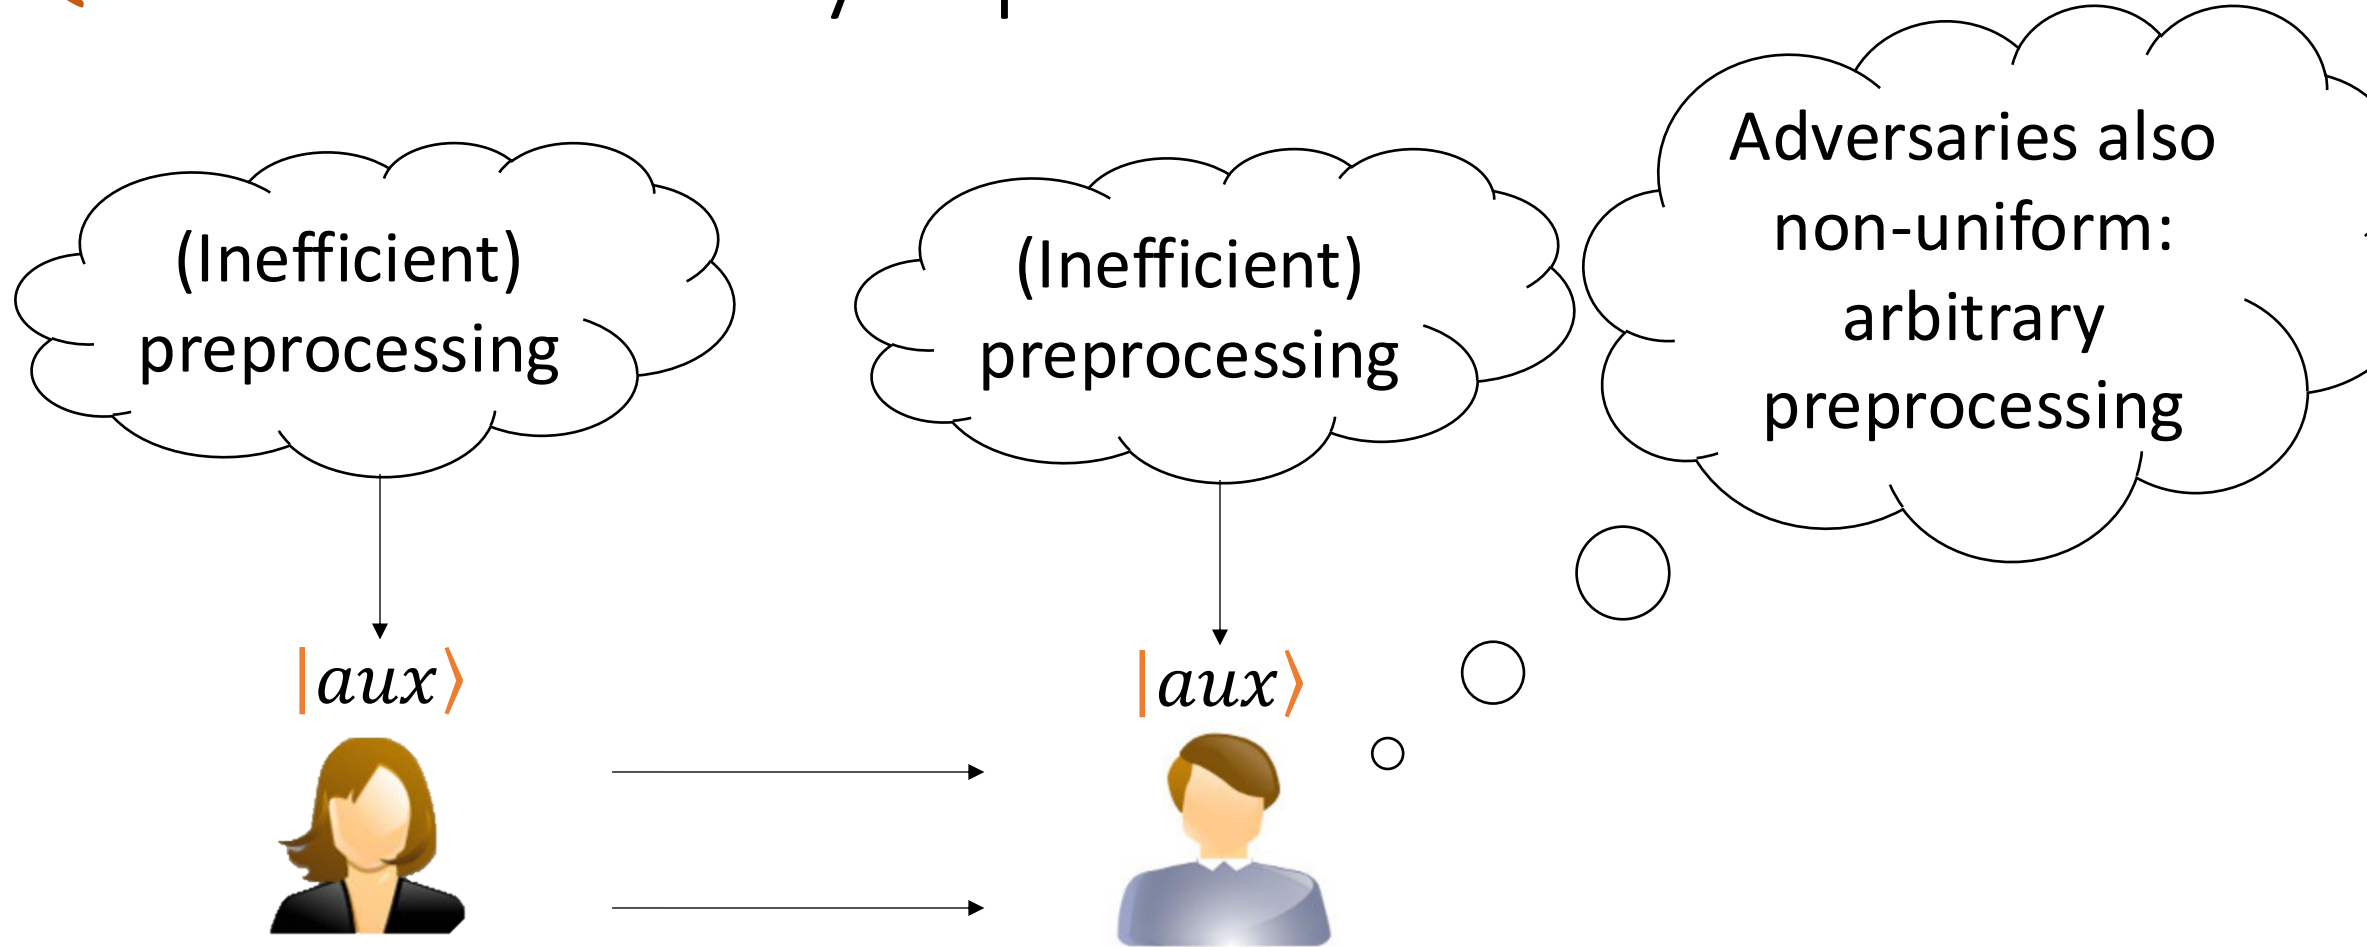 (Inefficient)
preprocessing
(Inefficient)
preprocessing
Adversaries also
non-uniform:
arbitrary
preprocessing
|aux⟩
|aux⟩